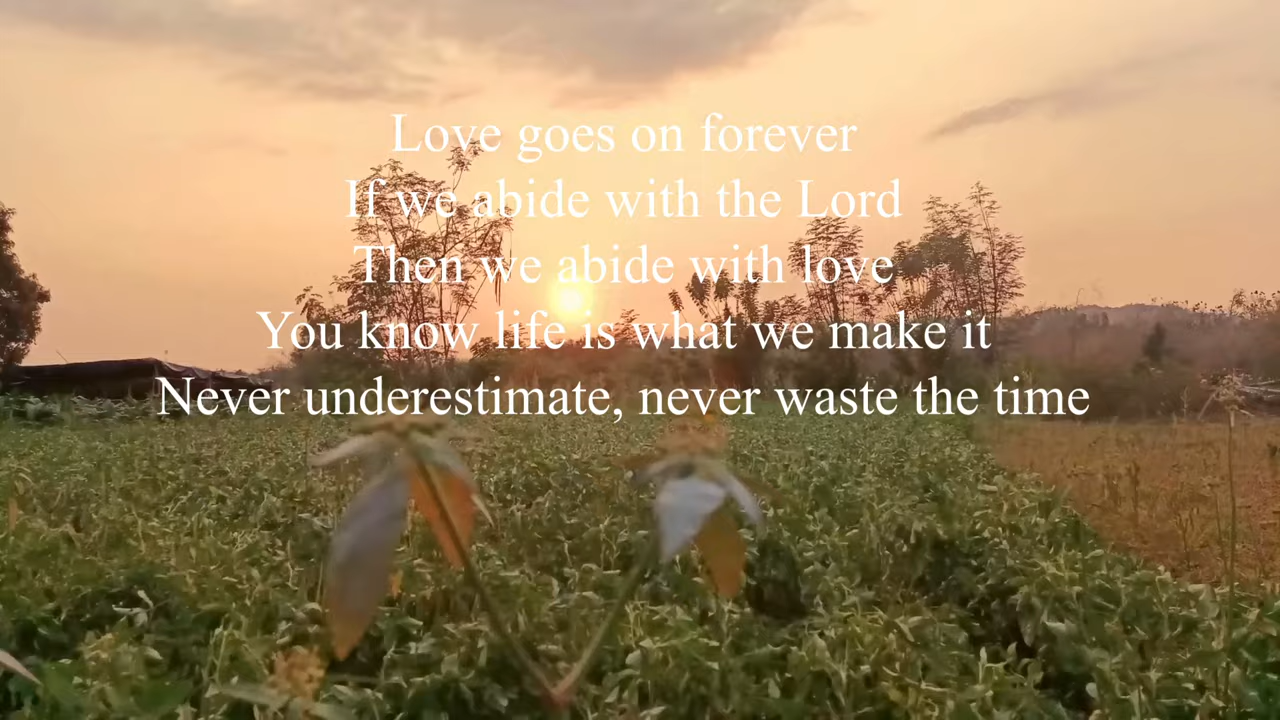 Love goes on forever
If we abide with the Lord
Then we abide with love
You know life is what we make it
Never underestimate, never waste the time